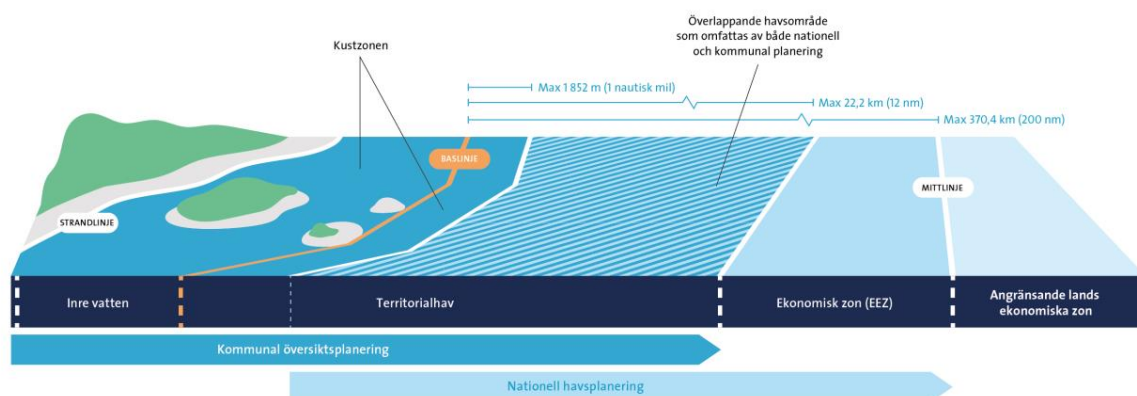 Överlappande havsområde
som omfattas av både nationell
och kommunal planering
Kustzonen
Max 1 852 m (1 nautisk mil)
Max 22,2 km (12 nm)
Max 370,4 km (200 nm)
BASLINJE
MITTLINJE
STRANDLINJE
Inre vatten
Territorialhav
Ekonomisk zon (EEZ)
Angränsande lands
ekonomiska zon
Kommunal översiktsplanering
Nationell havsplanering